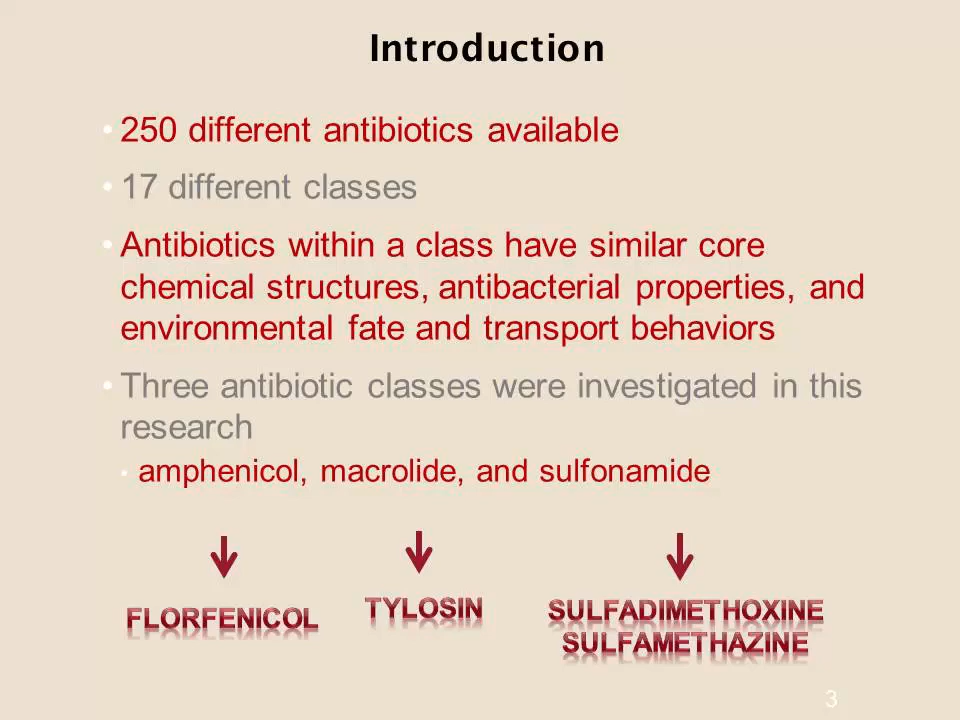 Introduction
• 250 different antibiotics available
• 17 different classes
• Antibiotics within a class have similar core
chemical structures, antibacterial properties, and
environmental fate and transport behaviors
• Three antibiotic classes were investigated in this
research
• amphenicol, macrolide, and sulfonamide
FLORFENICOL
TYLOSIN
SULFADIMETHOXINE
SULFAMETHAZINE
3